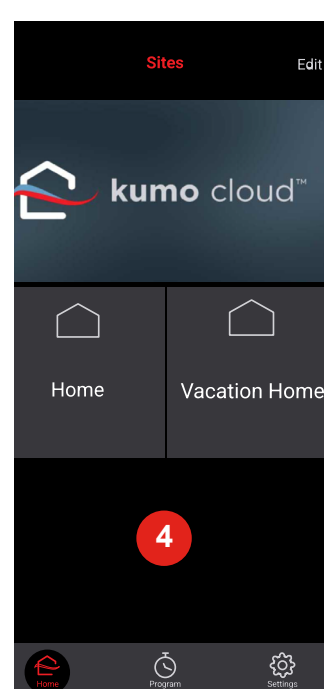 Sites
Edit
kumo cloud™
Home
Vacation Home
4
Home
Program
Settings